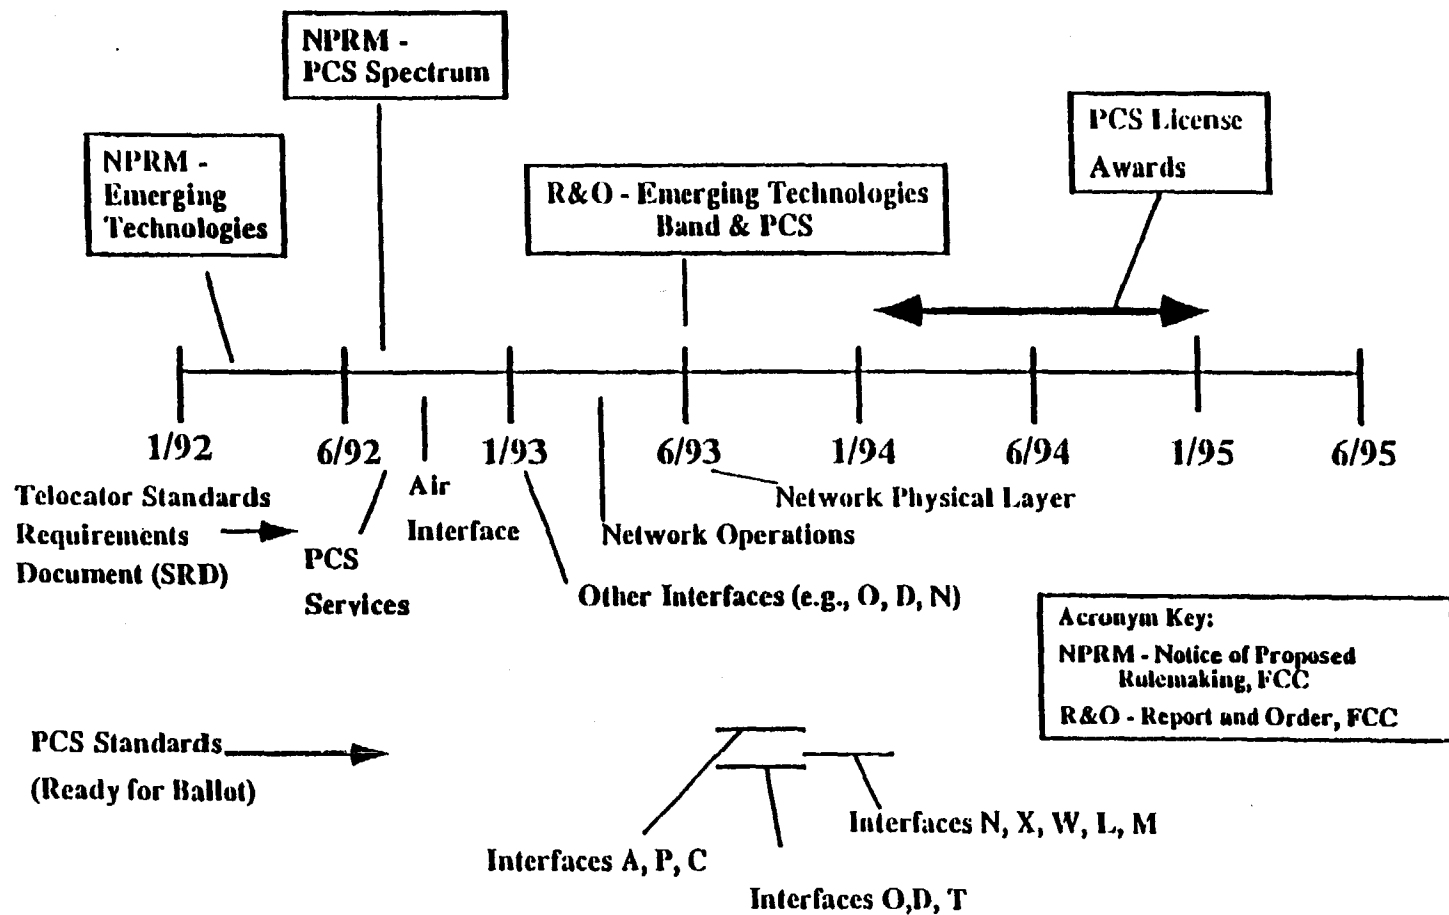 NPRM -
PCS Spectrum
NPRM -
Emerging
Technologies
R&O - Emerging Technologies
Band & PCS
PCS License
Awards
1/92
6/92
1/93
6/93
1/94
6/94
1/95
6/95
Telocator Standards
Requirements
Document (SRD)
PCS
Services
Air
Interface
Other Interfaces (e.g., O, D, N)
Network Operations
Network Physical Layer
Acronym Key:
NPRM - Notice of Proposed
Rulemaking, FCC
R&O - Report and Order, FCC
PCS Standards
(Ready for Ballot)
Interfaces A, P, C
Interfaces O,D, T
Interfaces N, X, W, L, M